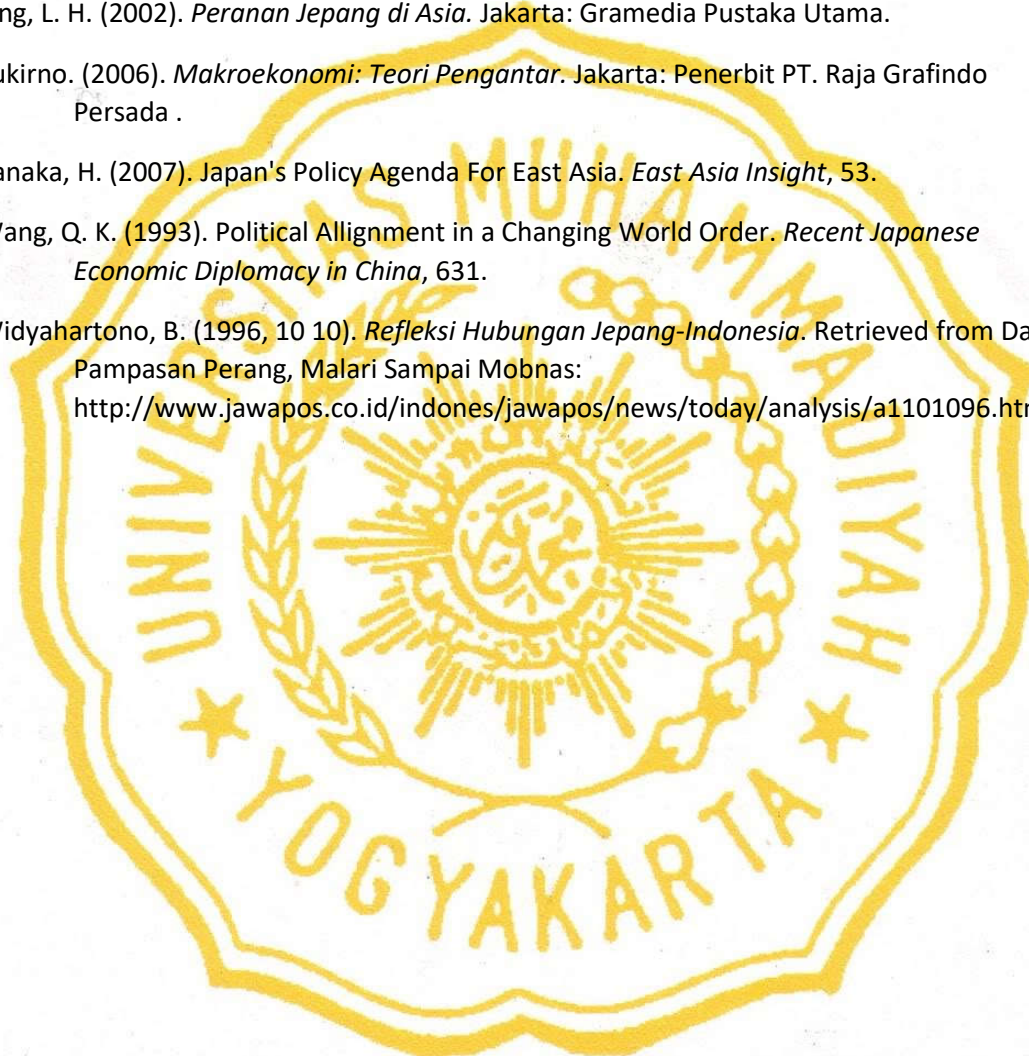 ng, L. H. (2002). Peranan Jepang di Asia. Jakarta: Gramedia Pustaka Utama.
ukirno. (2006). Makroekonomi: Teori Pengantar. Jakarta: Penerbit PT. Raja Grafindo
Persada .
anaka, H. (2007). Japan's Policy Agenda For East Asia. East Asia Insight, 53.
Vang, Q. K. (1993). Political Allignment in a Changing World Order. Recent Japanese
Economic Diplomacy in China, 631.
Vidyahartono, B. (1996, 10 10). Refleksi Hubungan Jepang-Indonesia. Retrieved from Da
Pampasan Perang, Malari Sampai Mobnas:
http://www.jawapos.co.id/indones/jawapos/news/today/analysis/a1101096.htm
UNIVERSITAS MUHAMMADIYAH
YOGYAKARTA